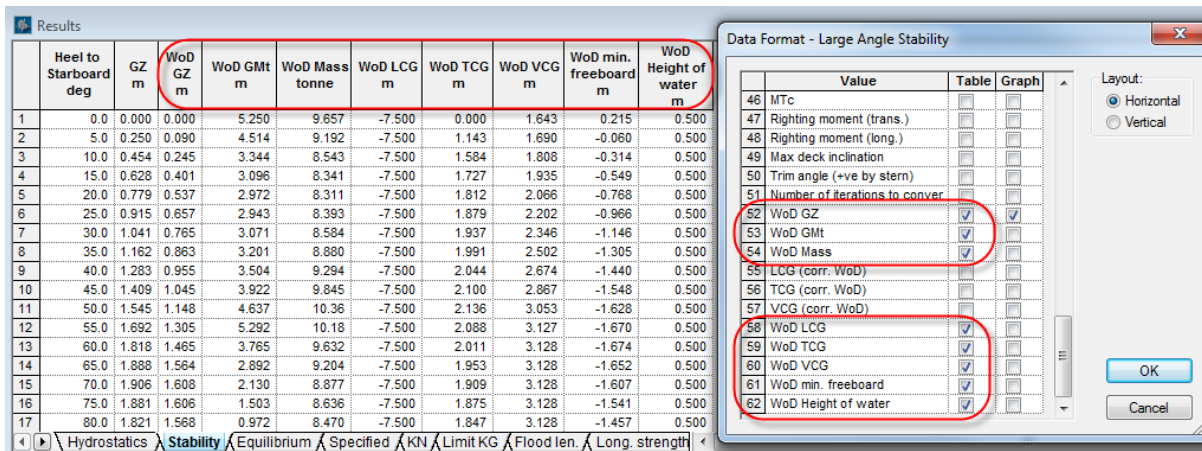 Results
Heel to Starboard deg GZ m WoD GZ m WoD GMt m WoD Mass tonne WoD LCG m WoD TCG m WoD VCG m WoD min. freeboard m WoD Height of water m
1 0.0 0.000 0.000 5.250 9.657 -7.500 0.000 1.643 0.215 0.500
2 5.0 0.250 0.090 4.514 9.192 -7.500 1.143 1.690 -0.060 0.500
3 10.0 0.454 0.245 3.344 8.543 -7.500 1.584 1.808 -0.314 0.500
4 15.0 0.628 0.401 3.096 8.341 -7.500 1.727 1.935 -0.549 0.500
5 20.0 0.779 0.537 2.972 8.311 -7.500 1.812 2.066 -0.768 0.500
6 25.0 0.915 0.657 2.943 8.393 -7.500 1.879 2.202 -0.966 0.500
7 30.0 1.041 0.765 3.071 8.584 -7.500 1.937 2.346 -1.146 0.500
8 35.0 1.162 0.863 3.201 8.880 -7.500 1.991 2.502 -1.305 0.500
9 40.0 1.283 0.955 3.504 9.294 -7.500 2.044 2.674 -1.440 0.500
10 45.0 1.409 1.045 3.922 9.845 -7.500 2.100 2.867 -1.548 0.500
11 50.0 1.545 1.148 4.637 10.36 -7.500 2.136 3.053 -1.628 0.500
12 55.0 1.692 1.305 5.292 10.18 -7.500 2.088 3.127 -1.670 0.500
13 60.0 1.818 1.465 3.765 9.632 -7.500 2.011 3.128 -1.674 0.500
14 65.0 1.888 1.564 2.892 9.204 -7.500 1.953 3.128 -1.652 0.500
15 70.0 1.906 1.608 2.130 8.877 -7.500 1.909 3.128 -1.607 0.500
16 75.0 1.881 1.606 1.503 8.636 -7.500 1.875 3.128 -1.541 0.500
17 80.0 1.821 1.568 0.972 8.470 -7.500 1.847 3.128 -1.457 0.500
Hydrostatics Stability Equilibrium Specified KN Limit KG Flood len. Long. strength
Data Format - Large Angle Stability
Value Table Graph
46 MTc
47 Righting moment (trans.)
48 Righting moment (long.)
49 Max deck inclination
50 Trim angle (+ve by stern)
51 Number of iterations to conver
52 WoD GZ
53 WoD GMt
54 WoD Mass
55 LCG (corr. WoD)
56 TCG (corr. WoD)
57 VCG (corr. WoD)
58 WoD LCG
59 WoD TCG
60 WoD VCG
61 WoD min. freeboard
62 WoD Height of water
Layout:
Horizontal
Vertical
OK
Cancel